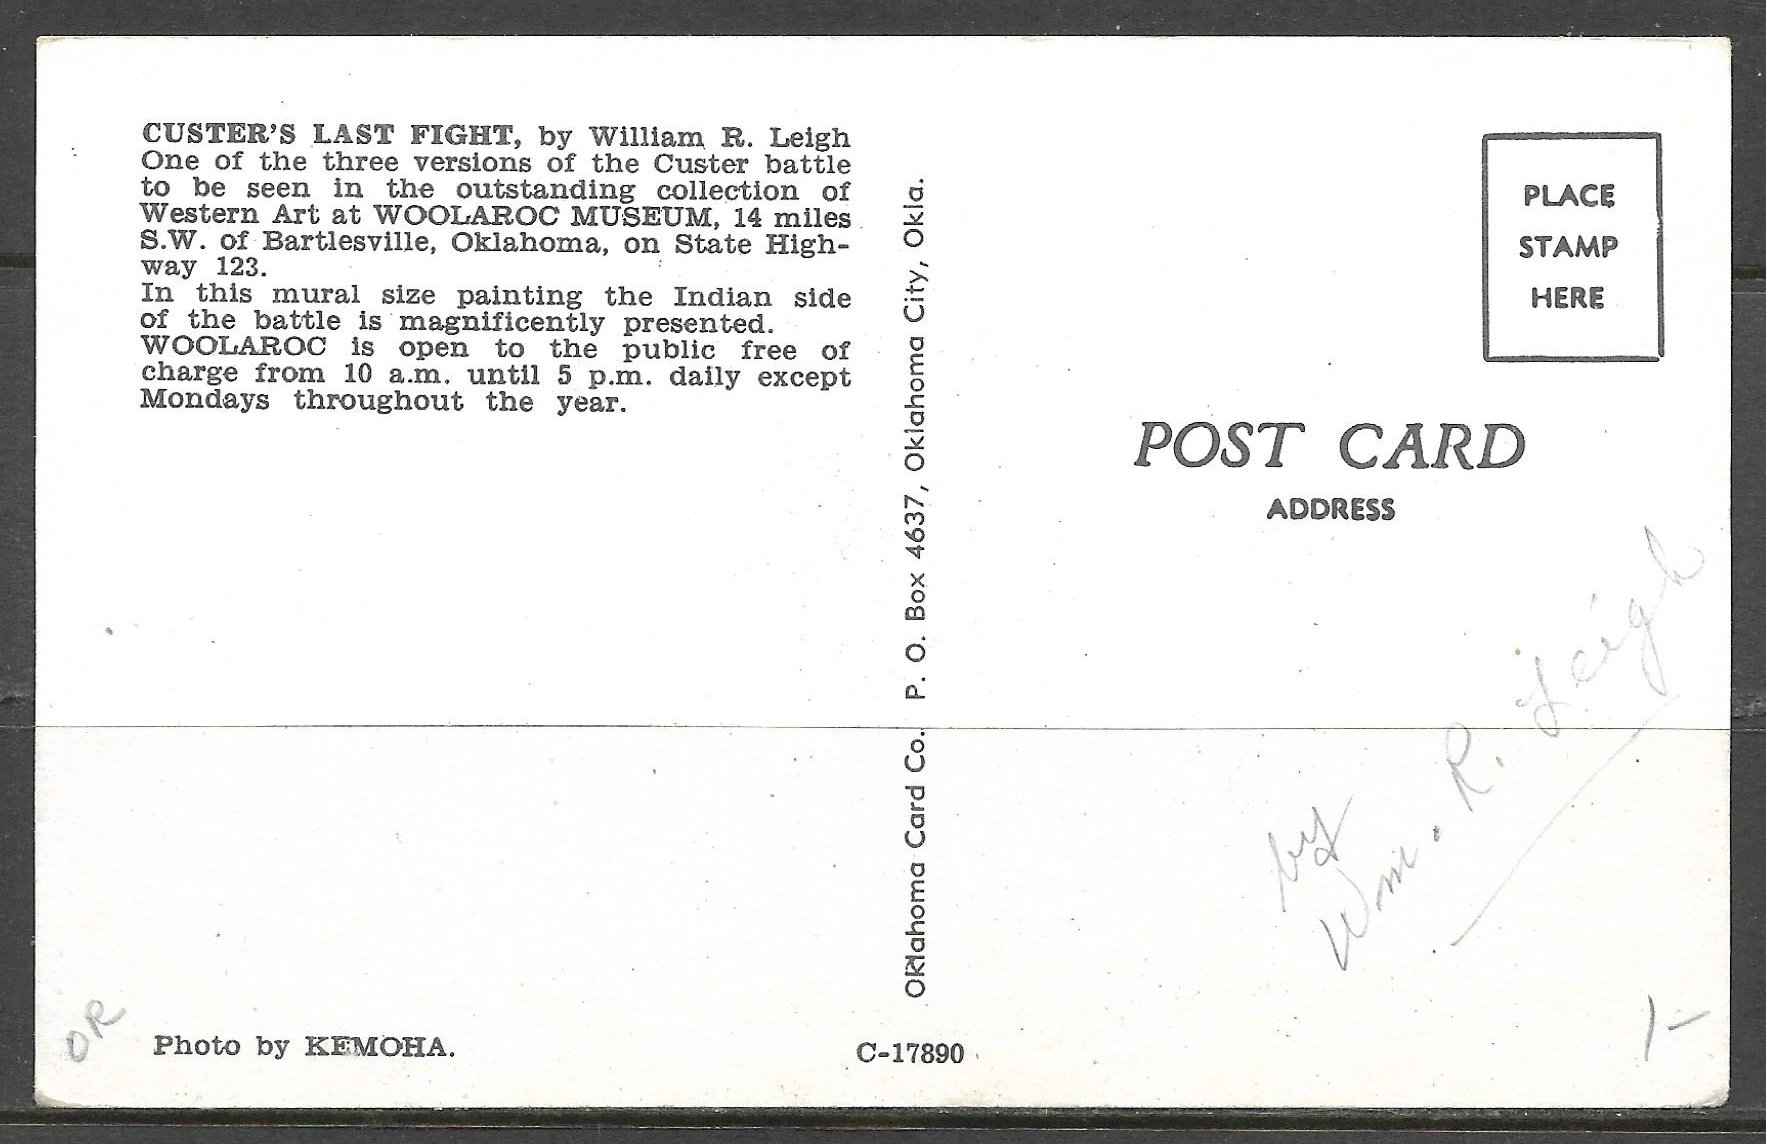 CUSTER'S LAST FIGHT, by William R. Leigh
One of the three versions of the Custer battle
to be seen in the outstanding collection of
Western Art at WOOLAROC MUSEUM, 14 miles
S.W. of Bartlesville, Oklahoma, on State High-
way 123.
In this mural size painting the Indian side
of the battle is magnificently presented.
WOOLAROC is open to the public free of
charge from 10 a.m. until 5 p.m. daily except
Mondays throughout the year.
OR
Photo by KEMOHA.
Oklahoma Card Co. P. O. Box 4637, Oklahoma City, Okla.
C-17890
PLACE
STAMP
HERE
POST CARD
ADDRESS
by
Wm. R. Leigh
1-